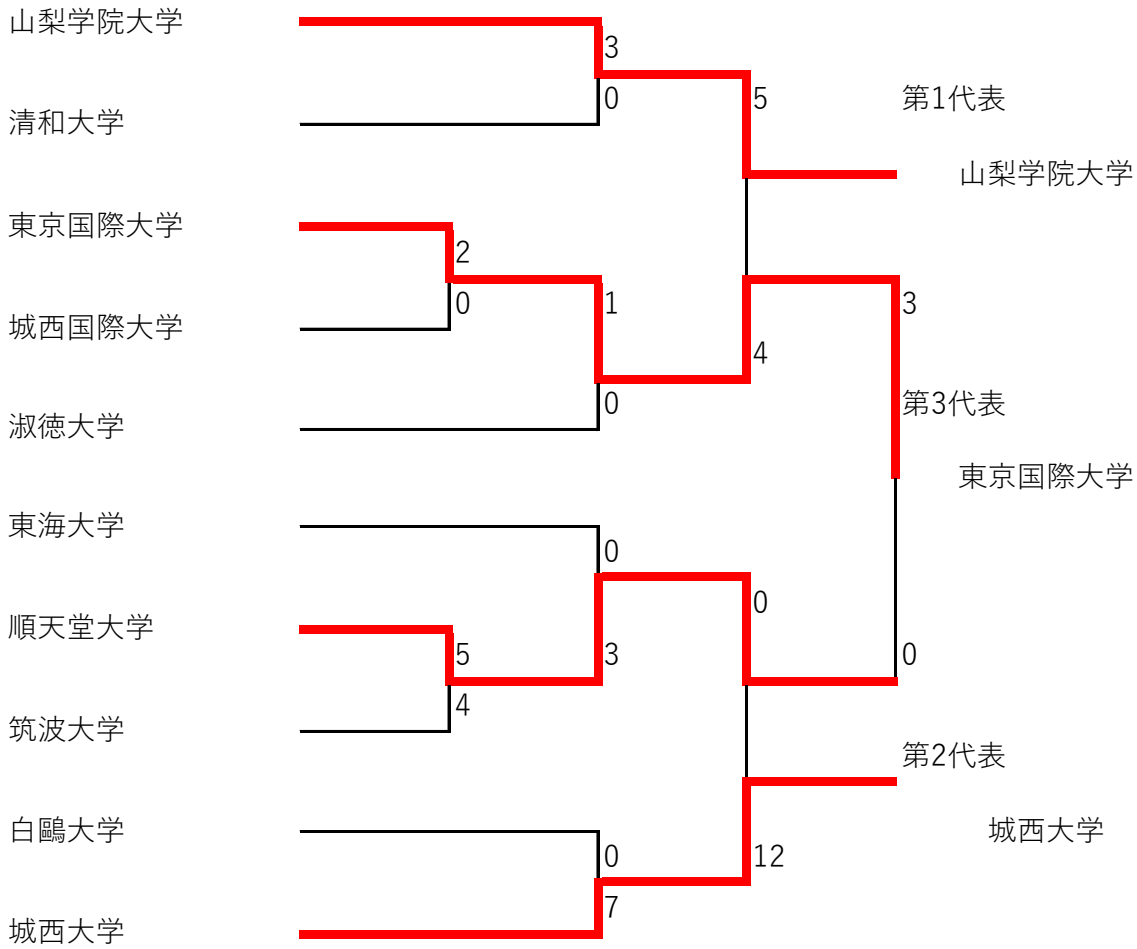 山梨学院大学
3
0
清和大学
5
第1代表
山梨学院大学
東京国際大学
2
0
城西国際大学
1
0
4
淑徳大学
3
第3代表
東京国際大学
東海大学
0
順天堂大学
5
4
3
筑波大学
0
0
第2代表
白鷗大学
0
7
12
城西大学
城西大学